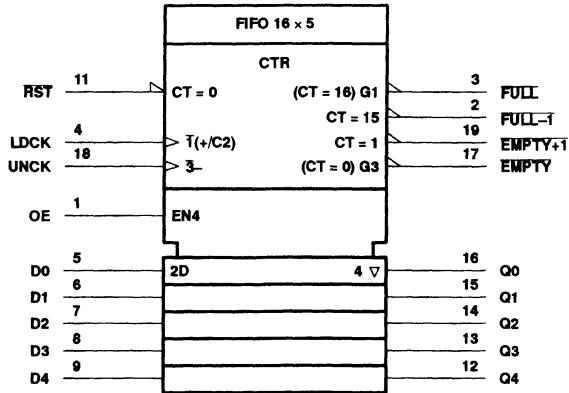 FIFO 16 × 5
CTR
RST 11 CT = 0 (CT = 16) G1 3 FULL
CT = 15 2 FULL–1
LDCK 4 1(+/C2) CT = 1 19 EMPTY+1
UNCK 18 3– (CT = 0) G3 17 EMPTY
OE 1 EN4
D0 5 2D 4 ▽ 16 Q0
D1 6 15 Q1
D2 7 14 Q2
D3 8 13 Q3
D4 9 12 Q4